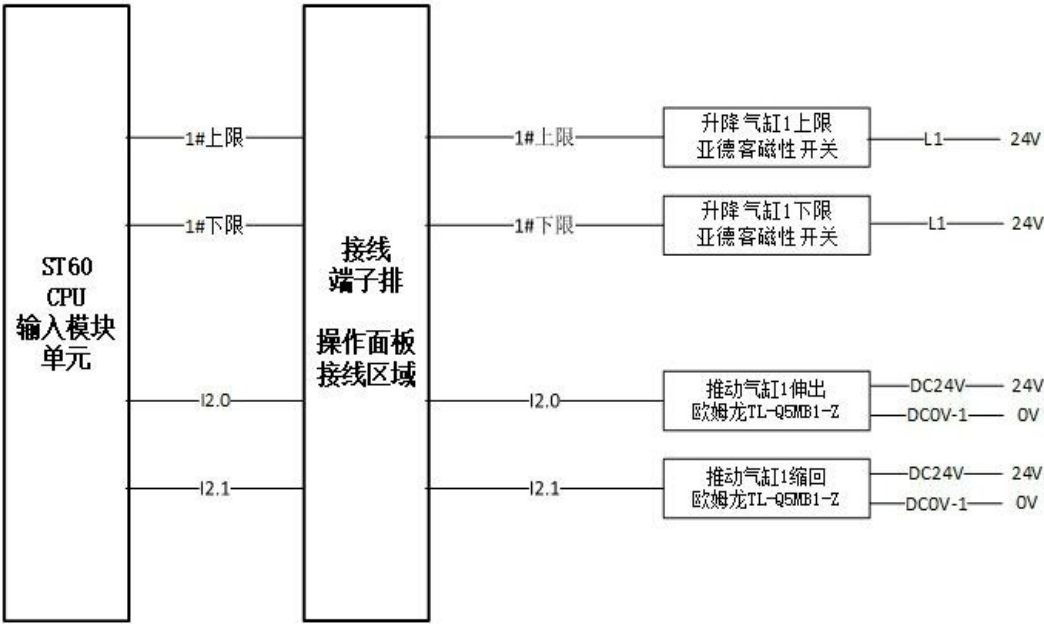 ST60
CPU
输入模块
单元
接线
端子排
操作面板
接线区域
1#上限
1#上限
升降气缸1上限
亚德客磁性开关
L1
24V
1#下限
1#下限
升降气缸1下限
亚德客磁性开关
L1
24V
I2.0
I2.0
推动气缸1伸出
欧姆龙TL-Q5MB1-Z
DC24V
24V
DC0V-1
0V
I2.1
I2.1
推动气缸1缩回
欧姆龙TL-Q5MB1-Z
DC24V
24V
DC0V-1
0V